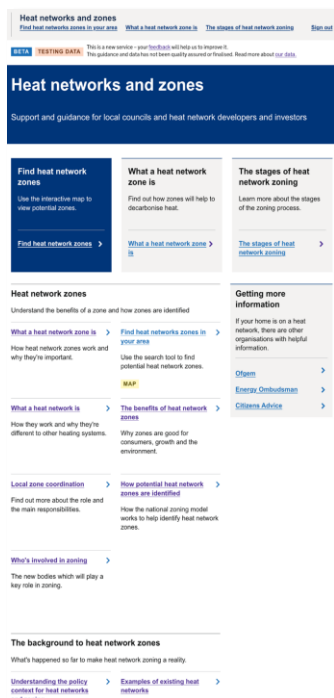 Heat networks and zones
Find heat networks zones in your area What a heat network zone is The stages of heat network zoning Sign out
BETA TESTING DATA This is a new service – your feedback will help us to improve it.
This guidance and data has not been quality assured or finalised. Read more about our data.
Heat networks and zones
Support and guidance for local councils and heat network developers and investors
Find heat network
zones
Use the interactive map to
view potential zones.
Find heat network zones
What a heat network
zone is
Find out how zones will help to
decarbonise heat.
What a heat network zone
is
The stages of heat
network zoning
Learn more about the stages
of the zoning process.
The stages of heat
network zoning
Heat network zones
Understand the benefits of a zone and how zones are identified
What a heat network zone is
How heat network zones work and
why they're important.
Find heat networks zones in
your area
Use the search tool to find
potential heat network zones.
MAP
What a heat network is
How they work and why they're
different to other heating systems.
The benefits of heat network
zones
Why zones are good for
consumers, growth and the
environment.
Local zone coordination
Find out more about the role and
the main responsibilities.
How potential heat network
zones are identified
How the national zoning model
works to help identify heat network
zones.
Who's involved in zoning
The new bodies which will play a
key role in zoning.
Getting more
information
If your home is on a heat
network, there are other
organisations with helpful
information.
Ofgem
Energy Ombudsman
Citizens Advice
The background to heat network zones
What's happened so far to make heat network zoning a reality.
Understanding the policy
context for heat networks
Examples of existing heat
networks